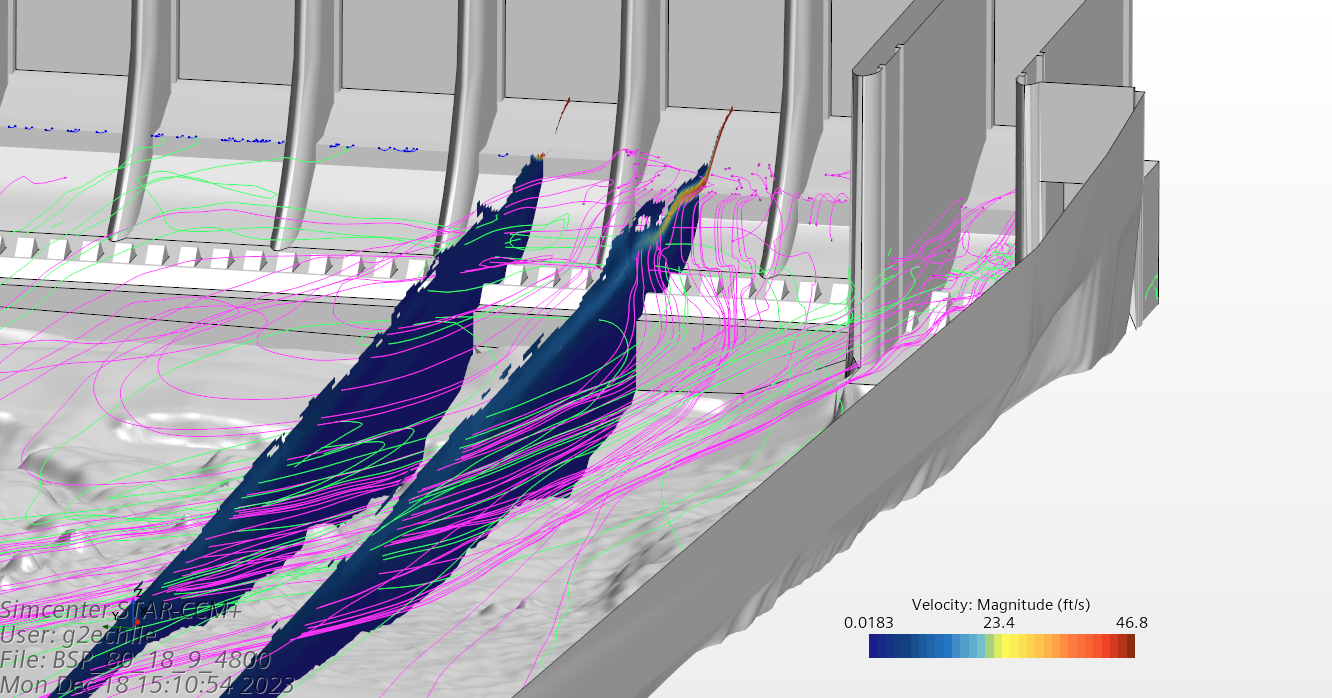 Velocity: Magnitude (ft/s)
0.0183 23.4 46.8
Simcenter STAR-CCM+
User: g2echlle
File: BSP_80_18_9_4800
Mon Dec 18 15:10:54 2023